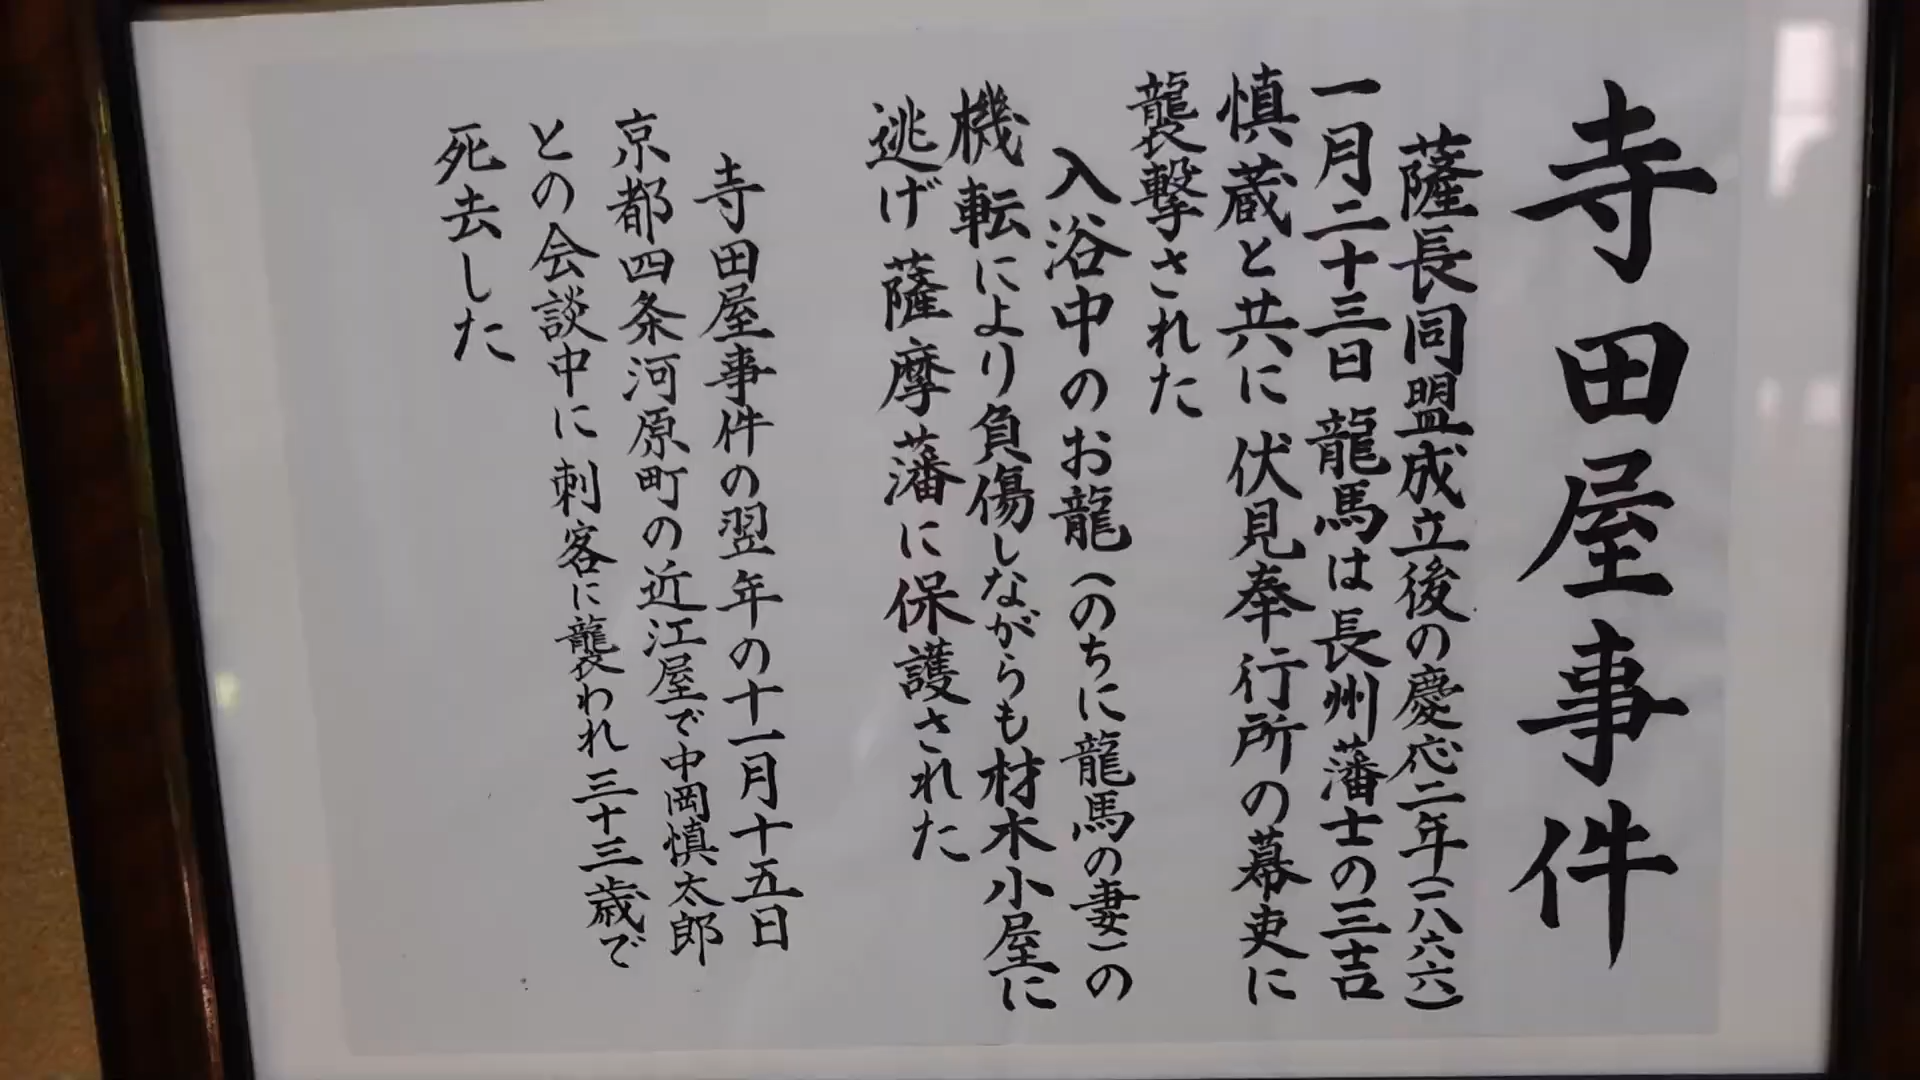 寺田屋事件
薩長同盟成立後の慶応二年(一八六六)
一月二十三日 龍馬は長州藩士の三吉
慎蔵と共に 伏見奉行所の幕吏に
襲撃された
入浴中のお龍(のちに龍馬の妻)の
機転により負傷しながらも材木小屋に
逃げ 薩摩藩に保護された
寺田屋事件の翌年の十一月十五日
京都四条河原町の近江屋で中岡慎太郎
との会談中に刺客に襲われ三十三歳で
死去した